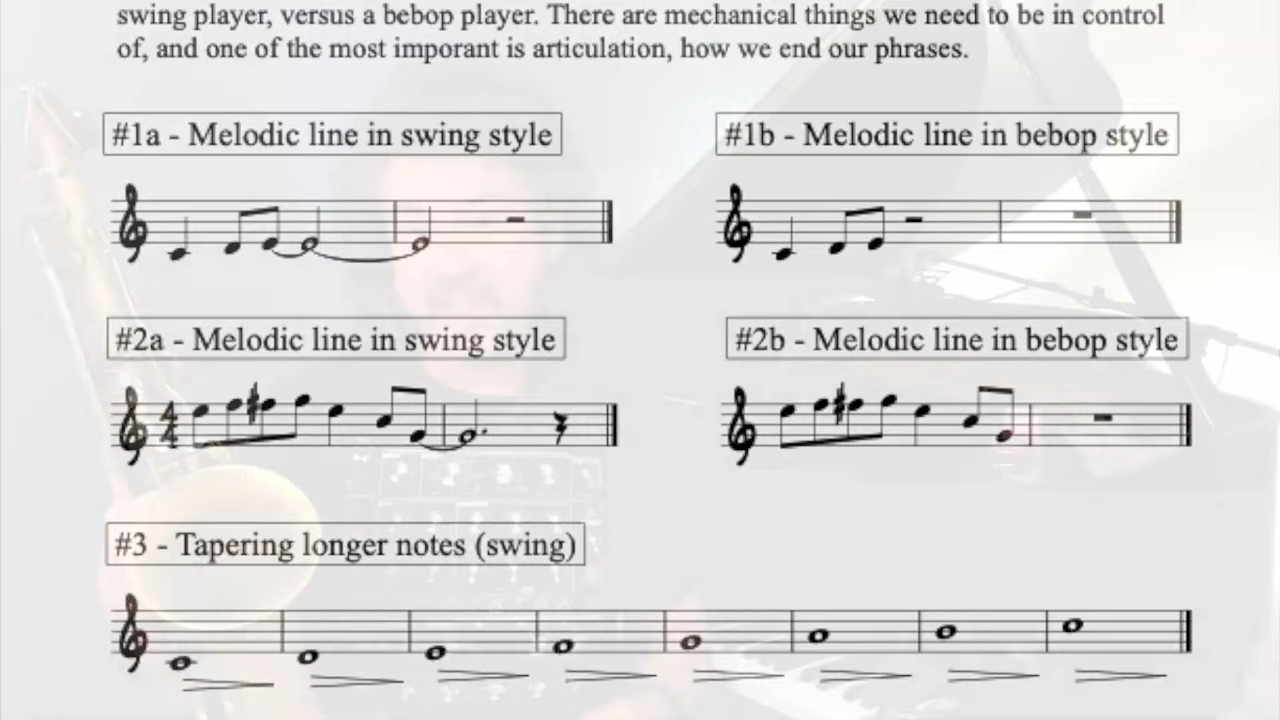 swing player, versus a bebop player. There are mechanical things we need to be in control
of, and one of the most imporant is articulation, how we end our phrases.
#1a - Melodic line in swing style
#1b - Melodic line in bebop style
#2a - Melodic line in swing style
#2b - Melodic line in bebop style
4
4
#3 - Tapering longer notes (swing)